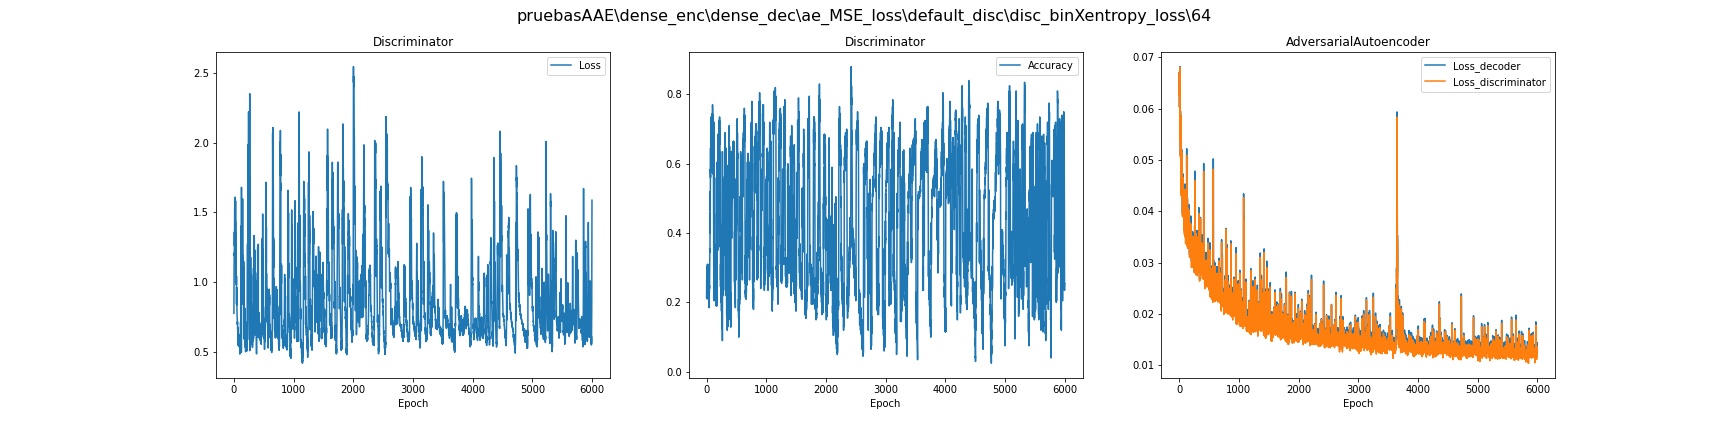 pruebasAAE\dense_enc\dense_dec\ae_MSE_loss\default_disc\disc_binXentropy_loss\64
Discriminator
Loss
2.5
2.0
1.5
1.0
0.5
0 1000 2000 3000 4000 5000 6000
Epoch
Discriminator
Accuracy
0.8
0.6
0.4
0.2
0.0
0 1000 2000 3000 4000 5000 6000
Epoch
AdversarialAutoencoder
Loss_decoder
Loss_discriminator
0.07
0.06
0.05
0.04
0.03
0.02
0.01
0 1000 2000 3000 4000 5000 6000
Epoch